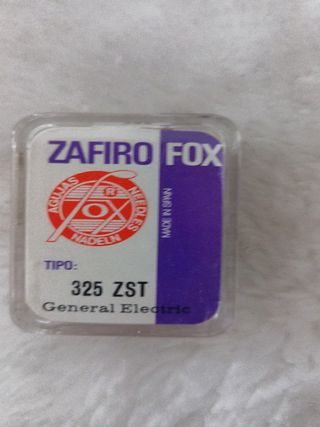 ZAFIRO FOX
AGUJAS
NEEDLES
R
FOX
NADELN
MADE IN SPAIN
TIPO:
325 ZST
General Electric